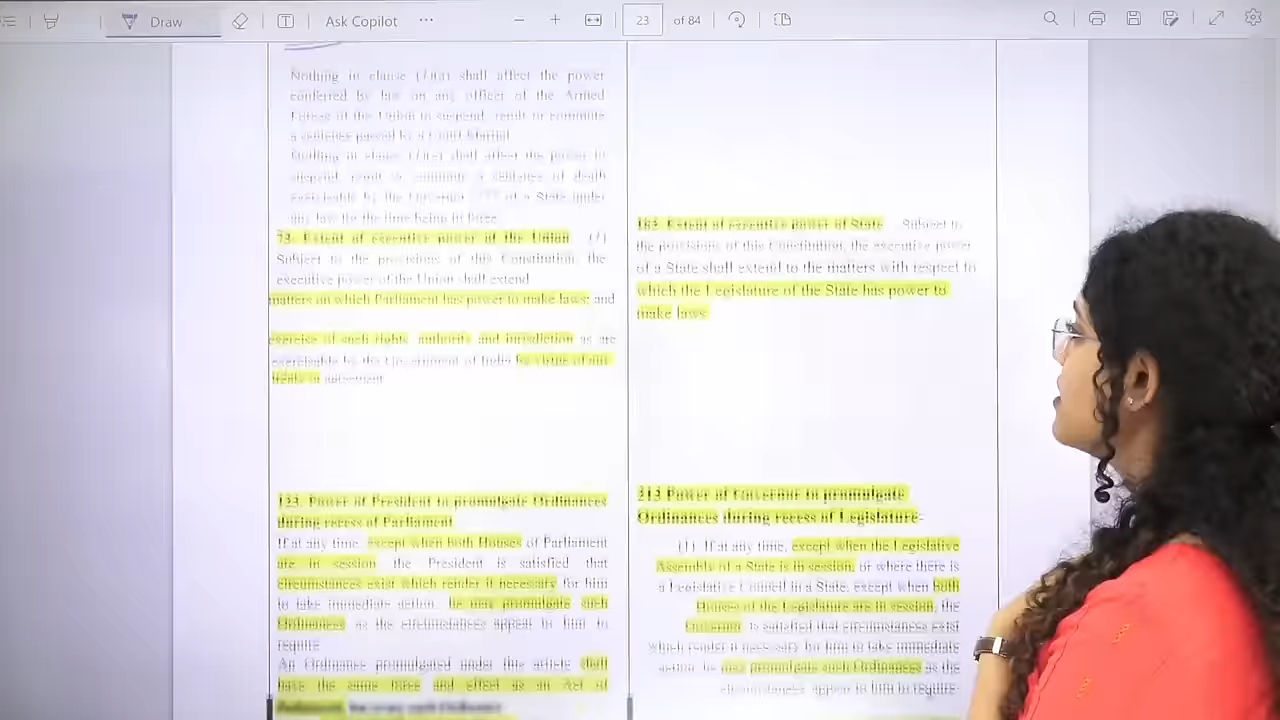 Draw
Ask Copilot
23 of 84
Nothing in clause shall affect the power
conferred by law on any officer of the Armed
Forces of the Union to suspend, remit or commute
a sentence passed by a Court Martial
Nothing in clause shall affect the power to
suspend remit or commute a sentence of death
exercisable by the Governor of a State under
any law for the time being in force
73. Extent of executive power of the Union
Subject to the provisions of this Constitution, the
executive power of the Union shall extend
matters on which Parliament has power to make laws; and
exercise of such rights, authority and jurisdiction as are
exercisable by the Government of India by virtue of any
treaty or agreement
123. Power of President to promulgate Ordinances
during recess of Parliament
If at any time, except when both Houses of Parliament
are in session, the President is satisfied that
circumstances exist which render it necessary for him
to take immediate action, he may promulgate such
Ordinances as the circumstances appear to him to
require
An Ordinance promulgated under this article shall
have the same force and effect as an Act of
Parliament, but every such Ordinance
Extent of executive power of State Subject to
the provisions of this Constitution, the executive power
of a State shall extend to the matters with respect to
which the Legislature of the State has power to
make laws
213 Power of Governor to promulgate
Ordinances during recess of Legislature-
(1) If at any time, except when the Legislative
Assembly of a State is in session, or where there is
a Legislative Council in a State, except when both
Houses of the Legislature are in session, the
Governor is satisfied that circumstances exist
which render it necessary for him to take immediate
action, he may promulgate such Ordinances as the
circumstances appear to him to require-